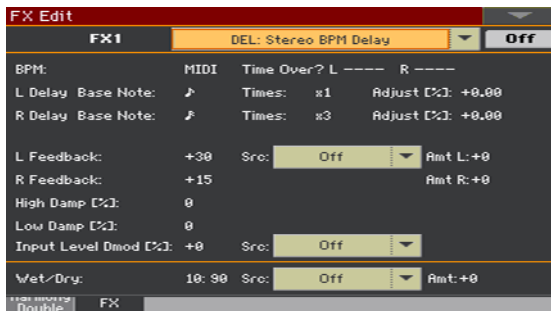 FX Edit
FX1 DEL: Stereo BPM Delay Off
BPM: MIDI Time Over? L ---- R ----
L Delay Base Note: ♪ Times: x1 Adjust [%]: +0.00
R Delay Base Note: ♪ Times: x3 Adjust [%]: +0.00
L Feedback: +30 Src: Off Amt L:+0
R Feedback: +15 Amt R:+0
High Damp [%]: 0
Low Damp [%]: 0
Input Level Dmod [%]: +0 Src: Off
Wet/Dry: 10: 90 Src: Off Amt:+0
Harmony
Double FX